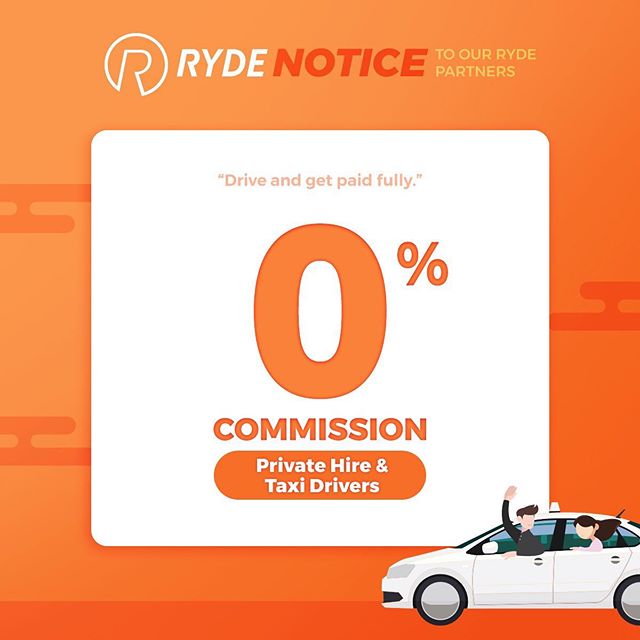 RYDE NOTICE TO OUR RYDE
PARTNERS
“Drive and get paid fully.”
0%
COMMISSION
Private Hire &
Taxi Drivers